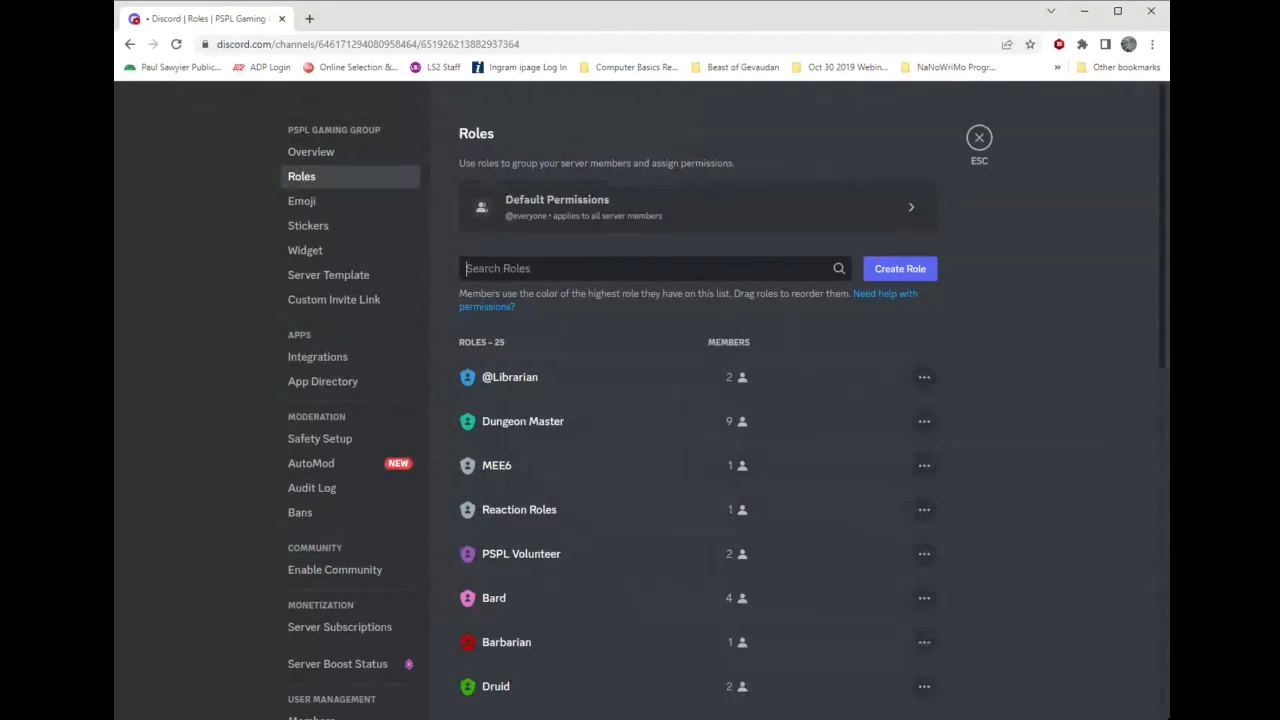 • Discord | Roles | PSPL Gaming
discord.com/channels/646171294080958464/651926213882937364
Paul Sawyier Public...
ADP Login
Online Selection &...
LS2 Staff
Ingram ipage Log In
Computer Basics Re...
Beast of Gevaudan
Oct 30 2019 Webin...
NaNoWriMo Progr...
»
Other bookmarks
PSPL GAMING GROUP
Overview
Roles
Emoji
Stickers
Widget
Server Template
Custom Invite Link
APPS
Integrations
App Directory
MODERATION
Safety Setup
AutoMod NEW
Audit Log
Bans
COMMUNITY
Enable Community
MONETIZATION
Server Subscriptions
Server Boost Status
USER MANAGEMENT
Roles
Use roles to group your server members and assign permissions.
Default Permissions
@everyone • applies to all server members
Search Roles
Create Role
Members use the color of the highest role they have on this list. Drag roles to reorder them. Need help with
permissions?
ROLES – 25 MEMBERS
@Librarian 2
Dungeon Master 9
MEE6 1
Reaction Roles 1
PSPL Volunteer 2
Bard 4
Barbarian 1
Druid 2
ESC